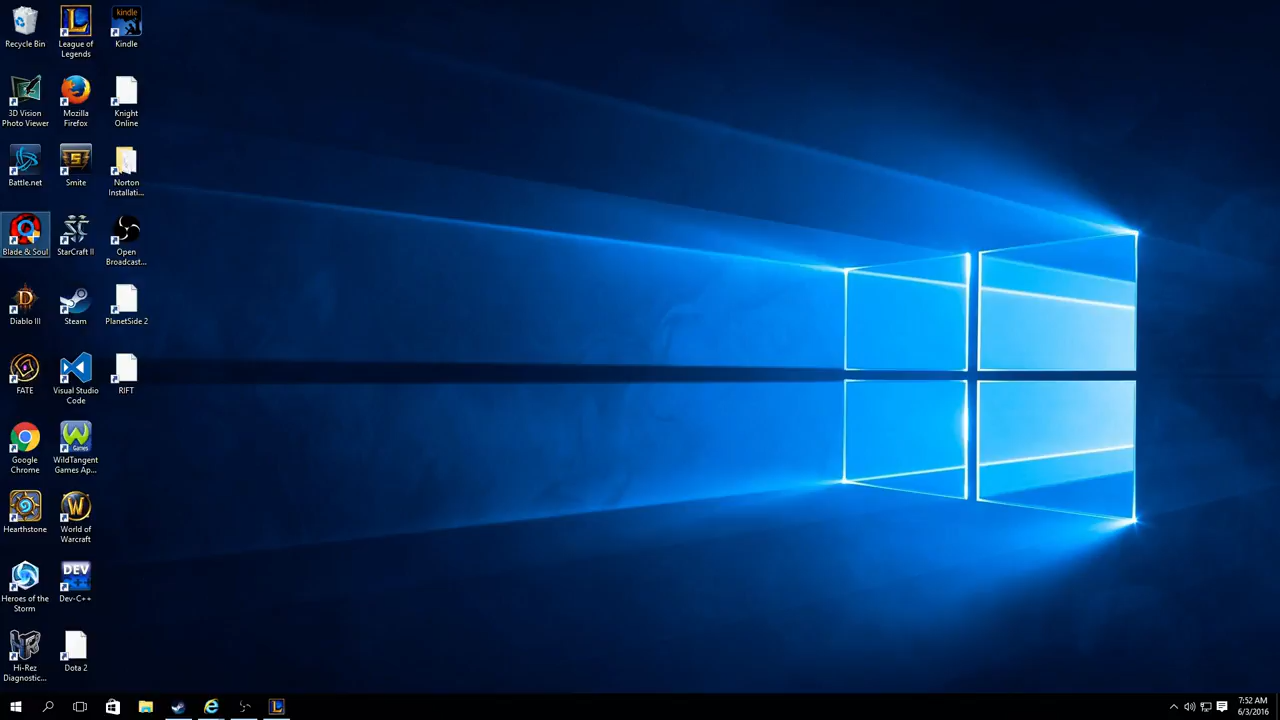 Recycle Bin
League of
Legends
kindle
Kindle
3D Vision
Photo Viewer
Mozilla
Firefox
Knight
Online
Battle.net
Smite
Norton
Installati...
Blade & Soul
StarCraft II
Open
Broadcast...
Diablo III
Steam
PlanetSide 2
FATE
Visual Studio
Code
RIFT
Google
Chrome
Games
WildTangent
Games Ap...
Hearthstone
World of
Warcraft
Heroes of the
Storm
DEV
Dev-C++
Hi-Rez
Diagnostic...
Dota 2
7:52 AM
6/3/2016